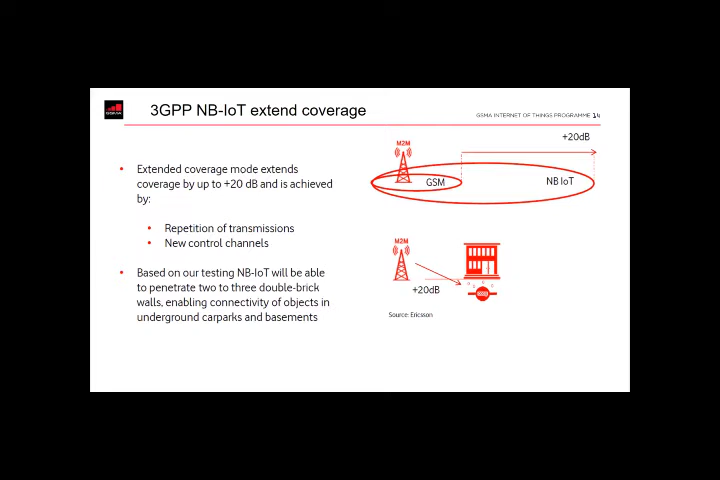 GSMA
3GPP NB-IoT extend coverage
GSMA INTERNET OF THINGS PROGRAMME 14
• Extended coverage mode extends
coverage by up to +20 dB and is achieved
by:
• Repetition of transmissions
• New control channels
• Based on our testing NB-IoT will be able
to penetrate two to three double-brick
walls, enabling connectivity of objects in
underground carparks and basements
+20dB
M2M
GSM
NB IoT
M2M
+20dB
Source: Ericsson